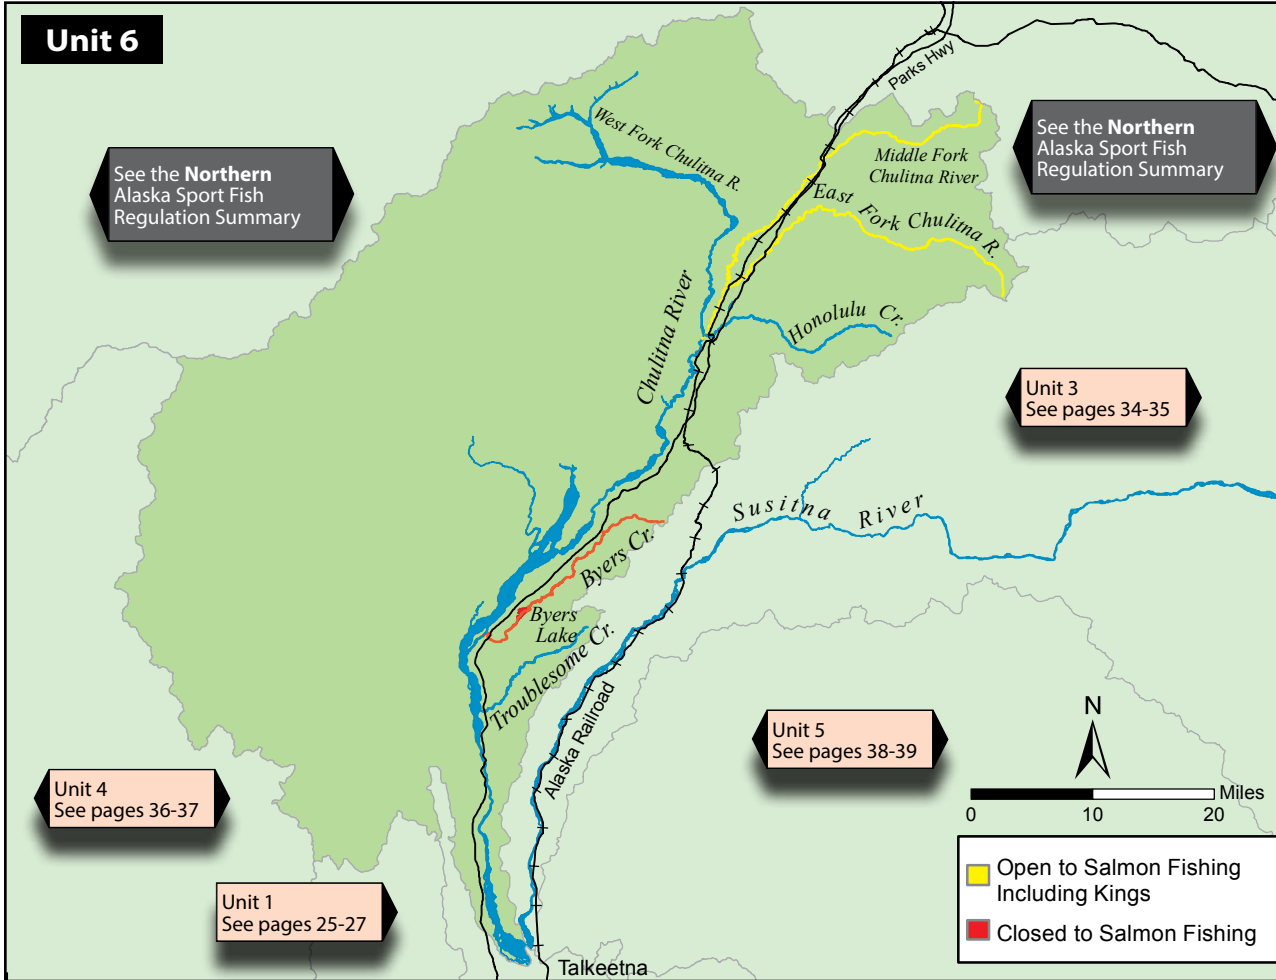 Unit 6
Parks Hwy
West Fork Chulitna R.
See the Northern
Alaska Sport Fish
Regulation Summary
See the Northern
Alaska Sport Fish
Regulation Summary
Middle Fork
Chulitna River
East Fork Chulitna R.
Chulitna River
Honolulu Cr.
Unit 3
See pages 34-35
Susitna River
Byers Cr.
Byers
Lake
Troublesome Cr.
Alaska Railroad
Unit 5
See pages 38-39
N
Miles
0 10 20
Unit 4
See pages 36-37
Unit 1
See pages 25-27
Open to Salmon Fishing
Including Kings
Closed to Salmon Fishing
Talkeetna